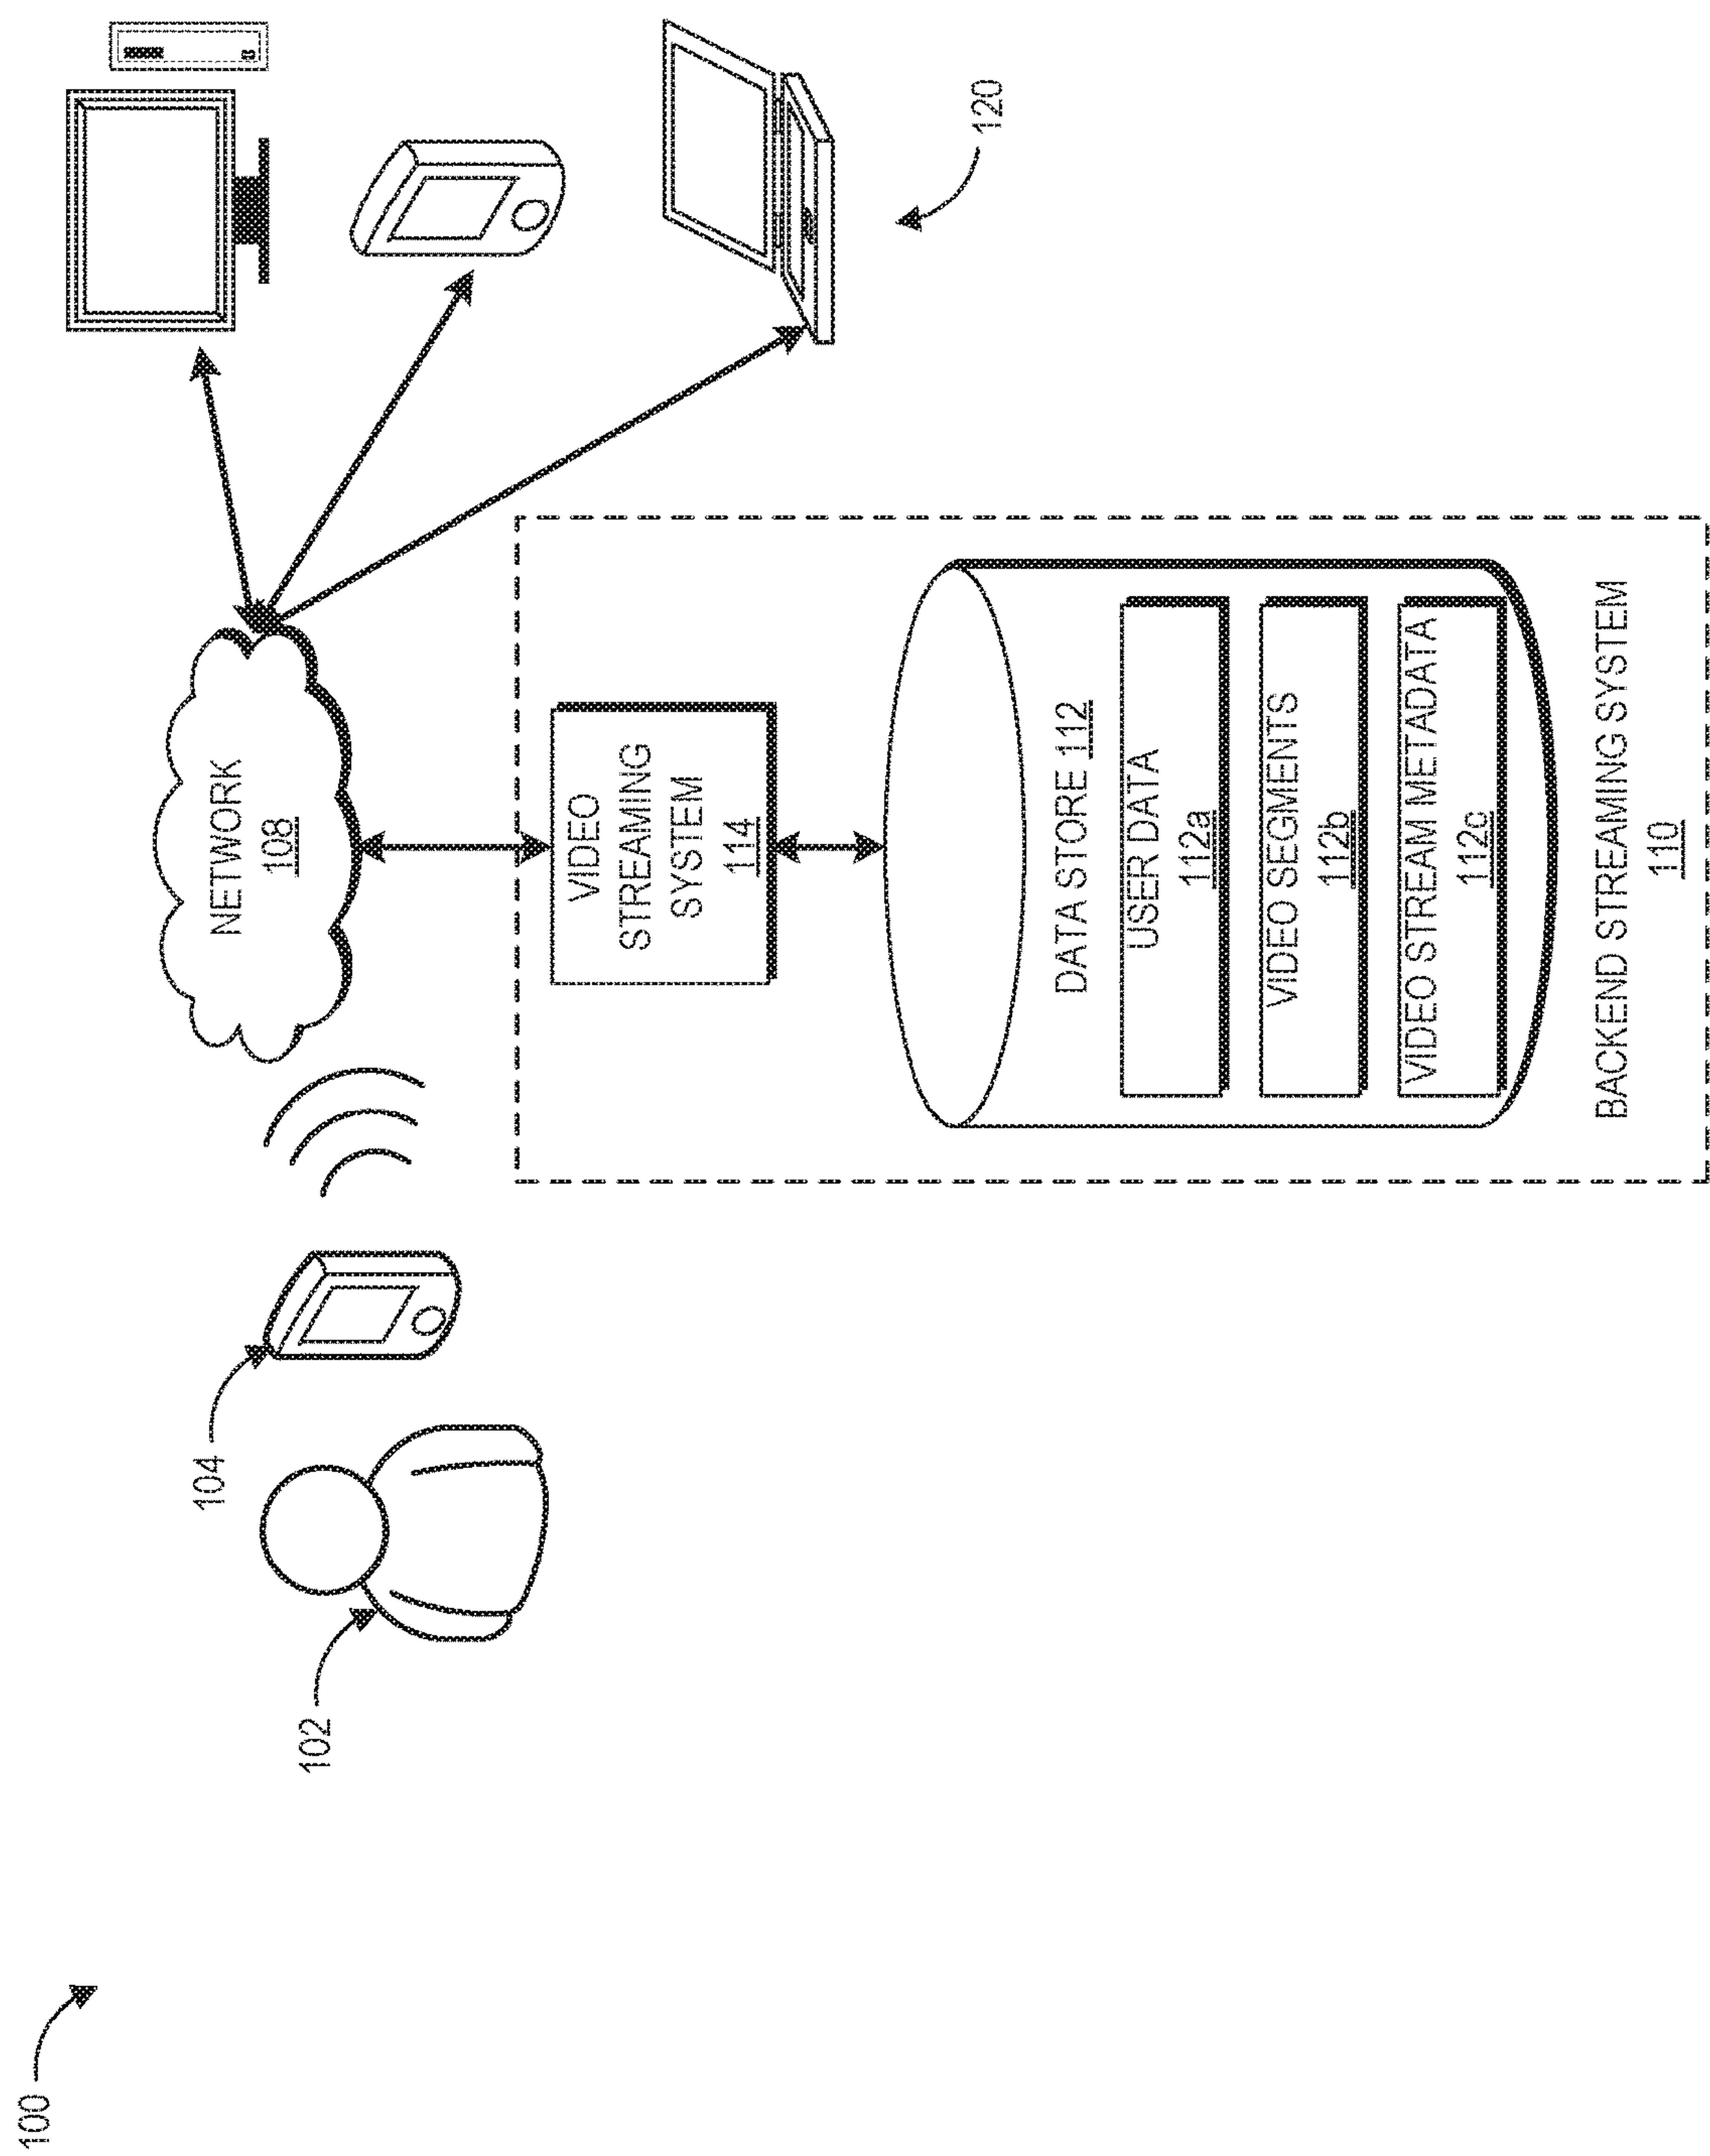 100
102
104
NETWORK
108
120
VIDEO
STREAMING
SYSTEM
114
DATA STORE 112
USER DATA
112a
VIDEO SEGMENTS
112b
VIDEO STREAM METADATA
112c
BACKEND STREAMING SYSTEM
110